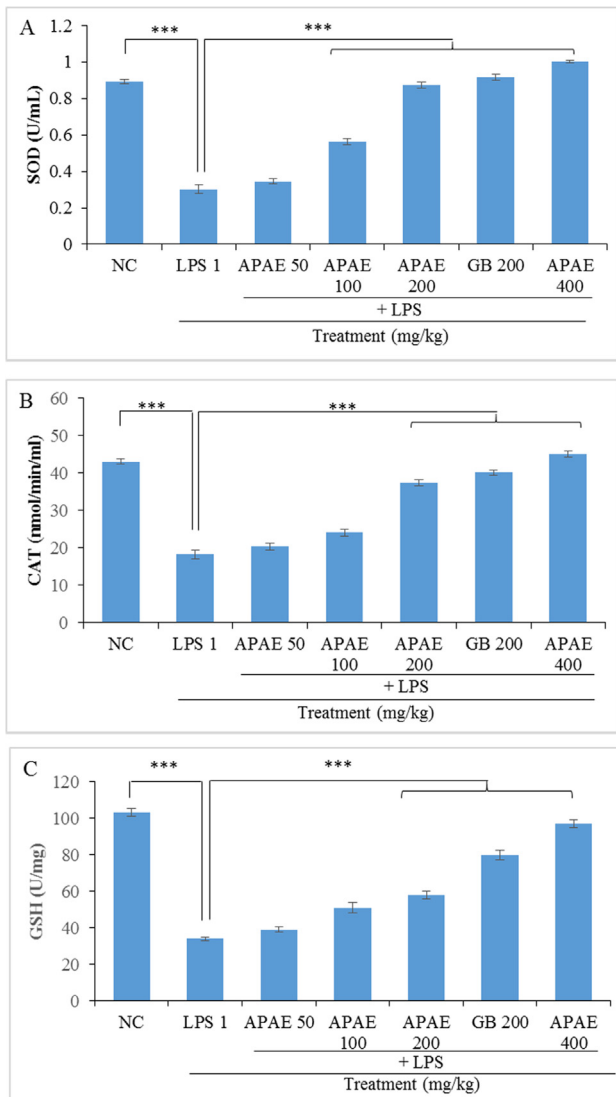 A
*** ***
1.2
1
0.8
0.6
0.4
0.2
0
SOD (U/mL)
NC LPS 1 APAE 50 APAE GB 200 APAE
100 200 400
APAE
+ LPS
Treatment (mg/kg)
B
*** ***
60
50
40
30
20
10
0
CAT (nmol/min/ml)
NC LPS 1 APAE 50 APAE APAE GB 200 APAE
100 200 400
+ LPS
Treatment (mg/kg)
C
*** ***
120
100
80
60
40
20
0
GSH (U/mg)
NC LPS 1 APAE 50 APAE APAE GB 200 APAE
100 200 400
+ LPS
Treatment (mg/kg)